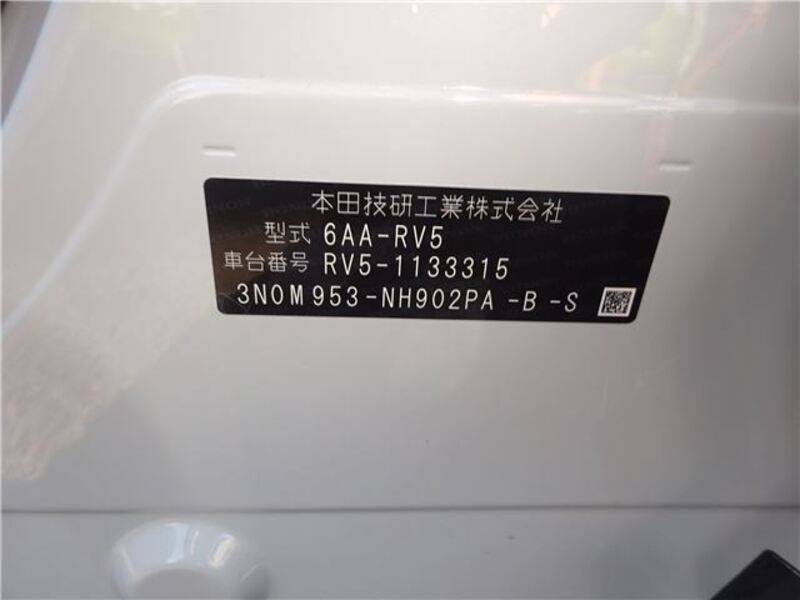 本田技研工業株式会社
型式 6AA-RV5
車台番号 RV5-1133315
3N0M953-NH902PA -B -S